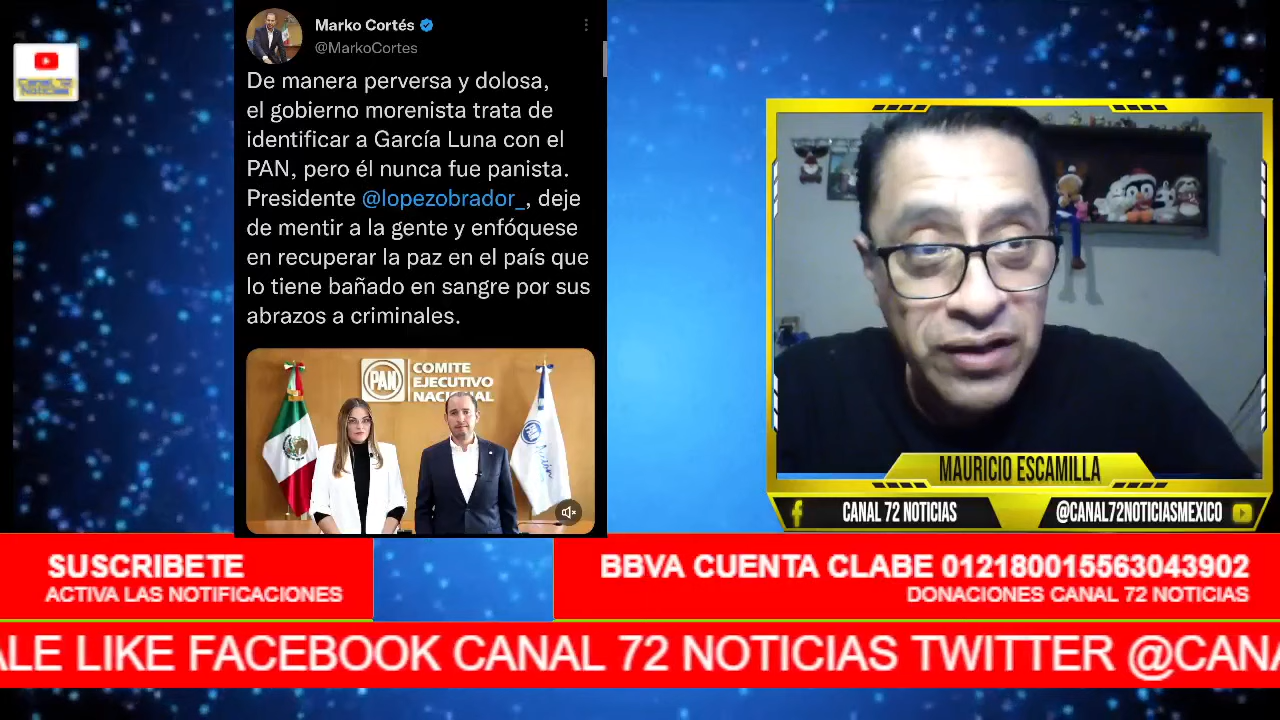 Canal 72
Noticias
Marko Cortés
@MarkoCortes
De manera perversa y dolosa,
el gobierno morenista trata de
identificar a García Luna con el
PAN, pero él nunca fue panista.
Presidente @lopezobrador_, deje
de mentir a la gente y enfóquese
en recuperar la paz en el país que
lo tiene bañado en sangre por sus
abrazos a criminales.
PAN
COMITE
EJECUTIVO
NACIONAL
MAURICIO ESCAMILLA
CANAL 72 NOTICIAS
@CANAL72NOTICIASMEXICO
SUSCRIBETE
ACTIVA LAS NOTIFICACIONES
BBVA CUENTA CLABE 012180015563043902
DONACIONES CANAL 72 NOTICIAS
ALE LIKE FACEBOOK CANAL 72 NOTICIAS TWITTER @CANA